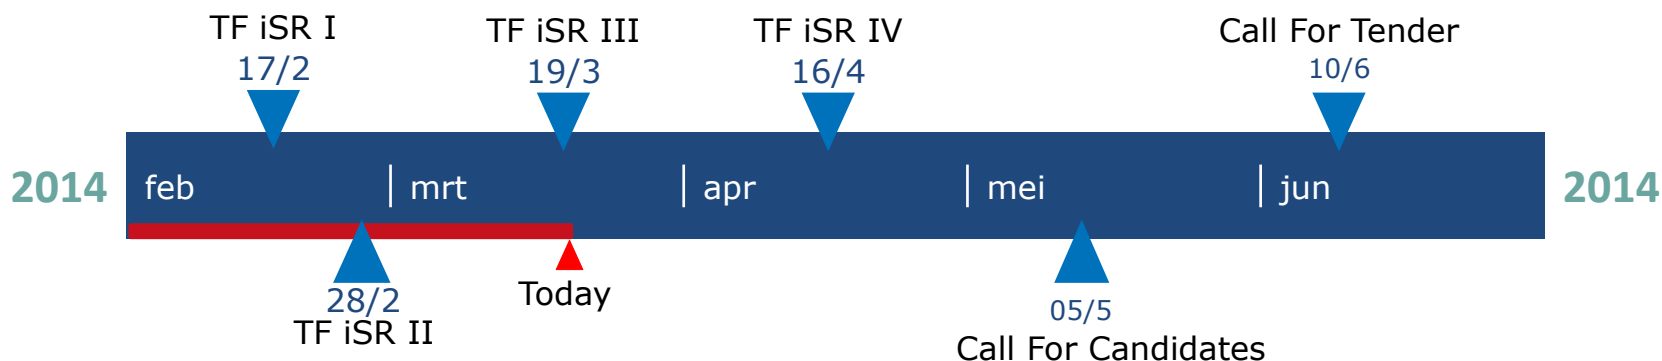 TF iSR I
17/2
TF iSR III
19/3
TF iSR IV
16/4
Call For Tender
10/6
2014
feb
mrt
apr
mei
jun
2014
28/2
TF iSR II
Today
05/5
Call For Candidates